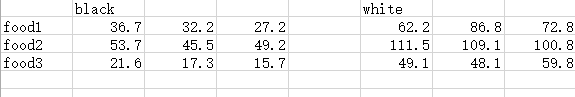 black white
food1 36.7 32.2 27.2 62.2 86.8 72.8
food2 53.7 45.5 49.2 111.5 109.1 100.8
food3 21.6 17.3 15.7 49.1 48.1 59.8